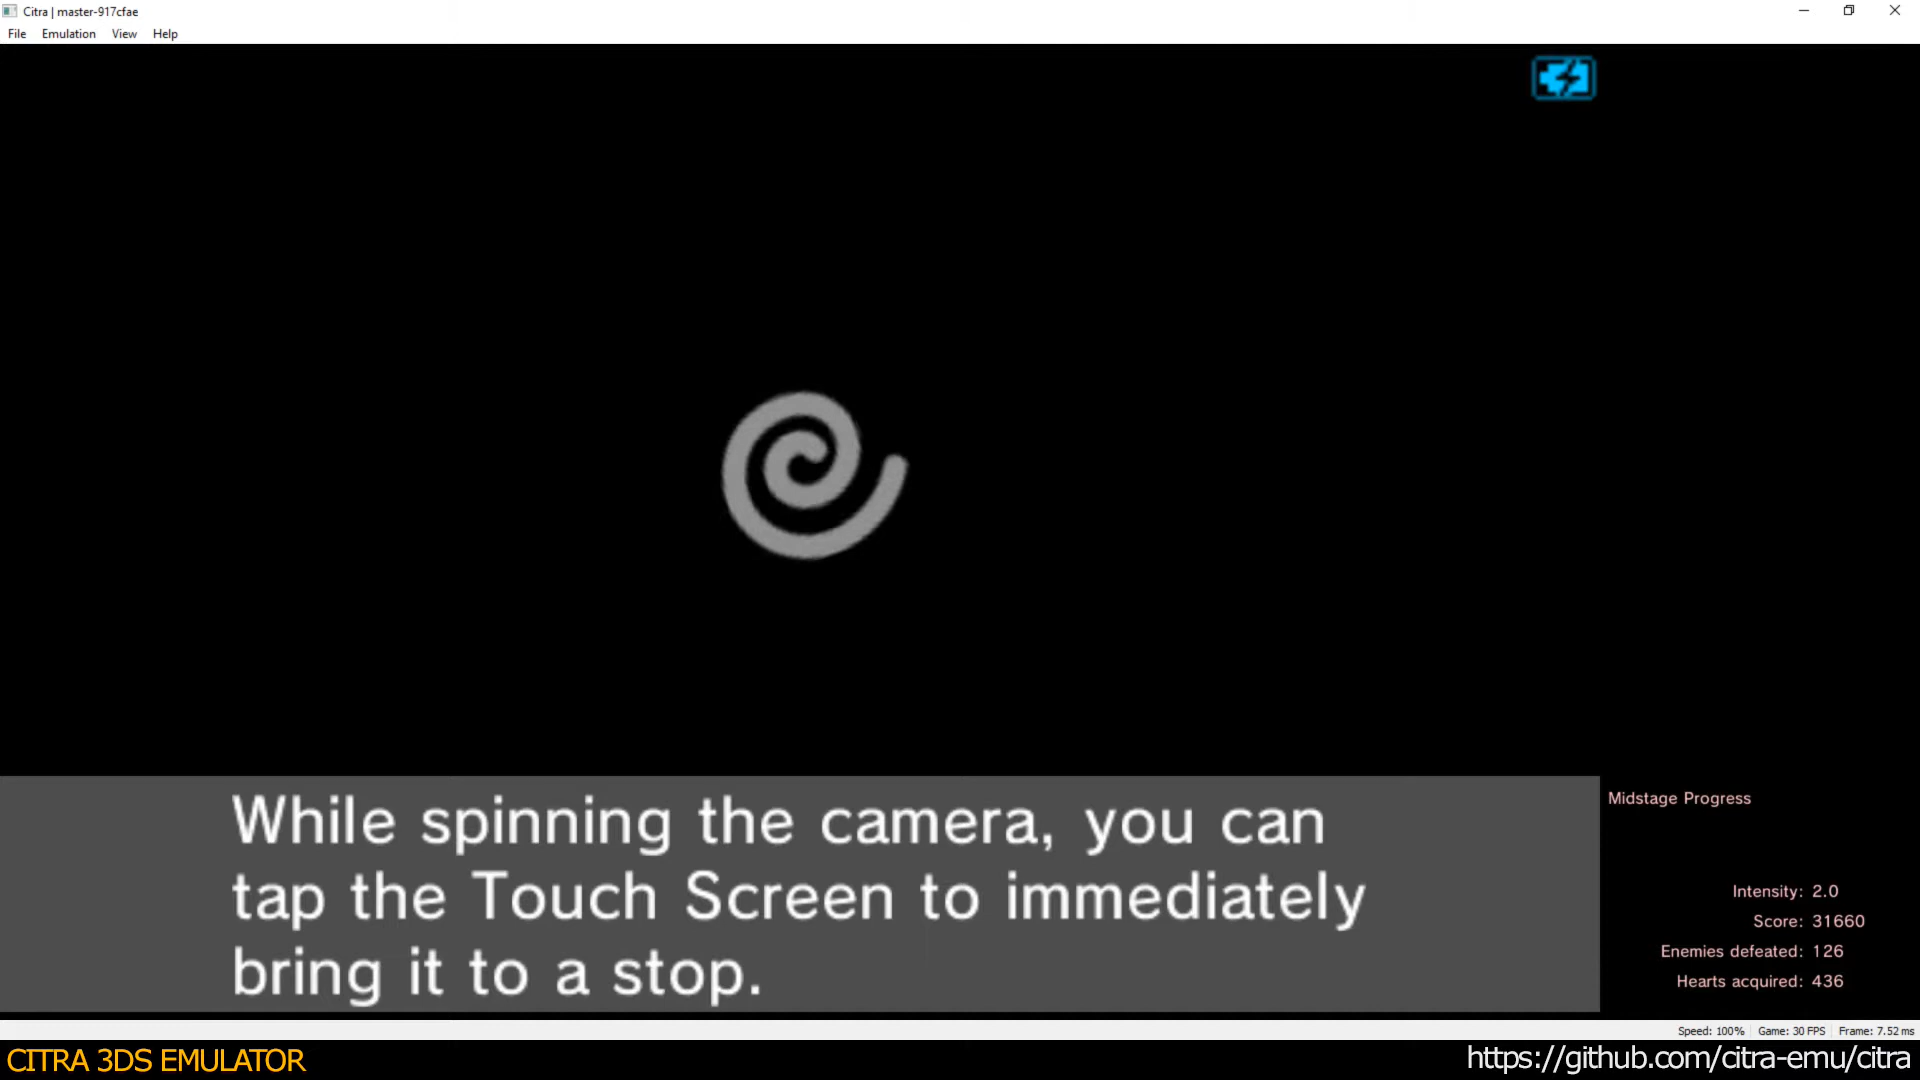 Citra | master-917cfae
File Emulation View Help
While spinning the camera, you can
tap the Touch Screen to immediately
bring it to a stop.
Midstage Progress
Intensity: 2.0
Score: 31660
Enemies defeated: 126
Hearts acquired: 436
Speed: 100% Game: 30 FPS Frame: 7.52 ms
CITRA 3DS EMULATOR
https://github.com/citra-emu/citra